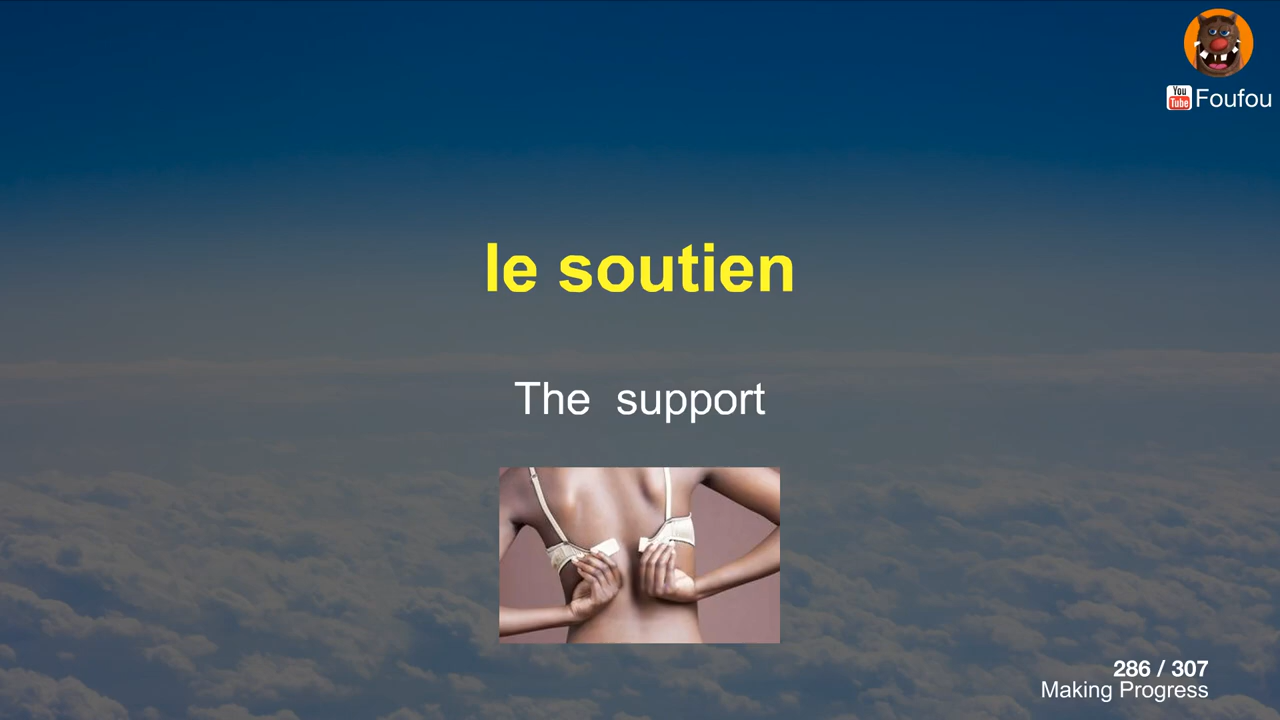 You
Tube
Foufou
le soutien
The support
286 / 307
Making Progress